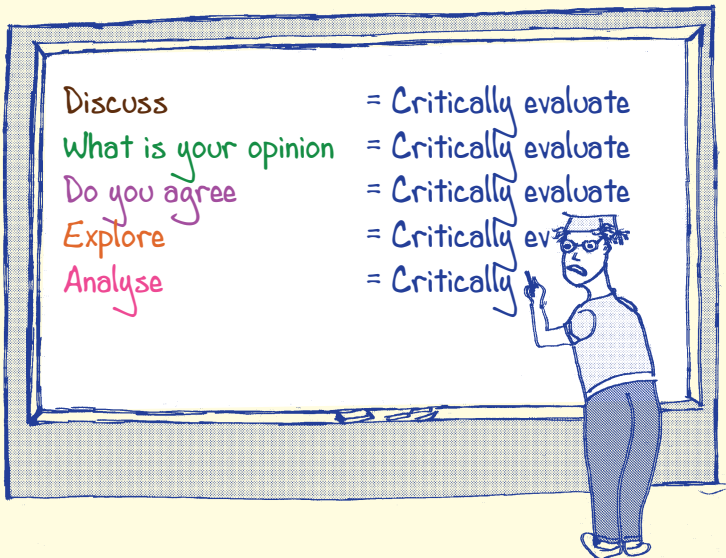 Discuss = Critically evaluate
What is your opinion = Critically evaluate
Do you agree = Critically evaluate
Explore = Critically ev
Analyse = Critically